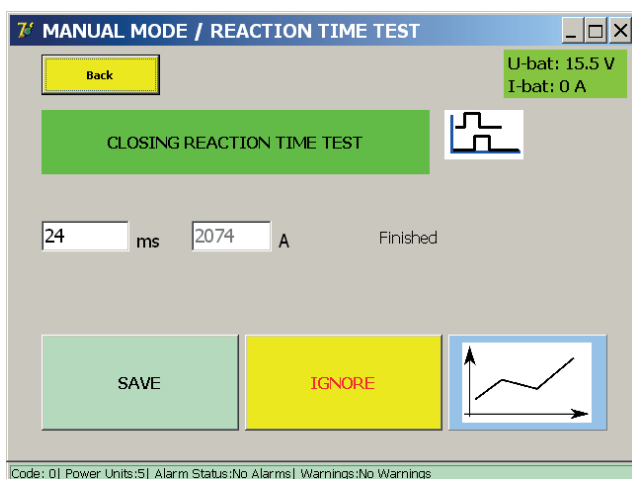 MANUAL MODE / REACTION TIME TEST
Back
U-bat: 15.5 V
I-bat: 0 A
CLOSING REACTION TIME TEST
24 ms 2074 A Finished
SAVE
IGNORE
Code: 0| Power Units:5| Alarm Status:No Alarms| Warnings:No Warnings